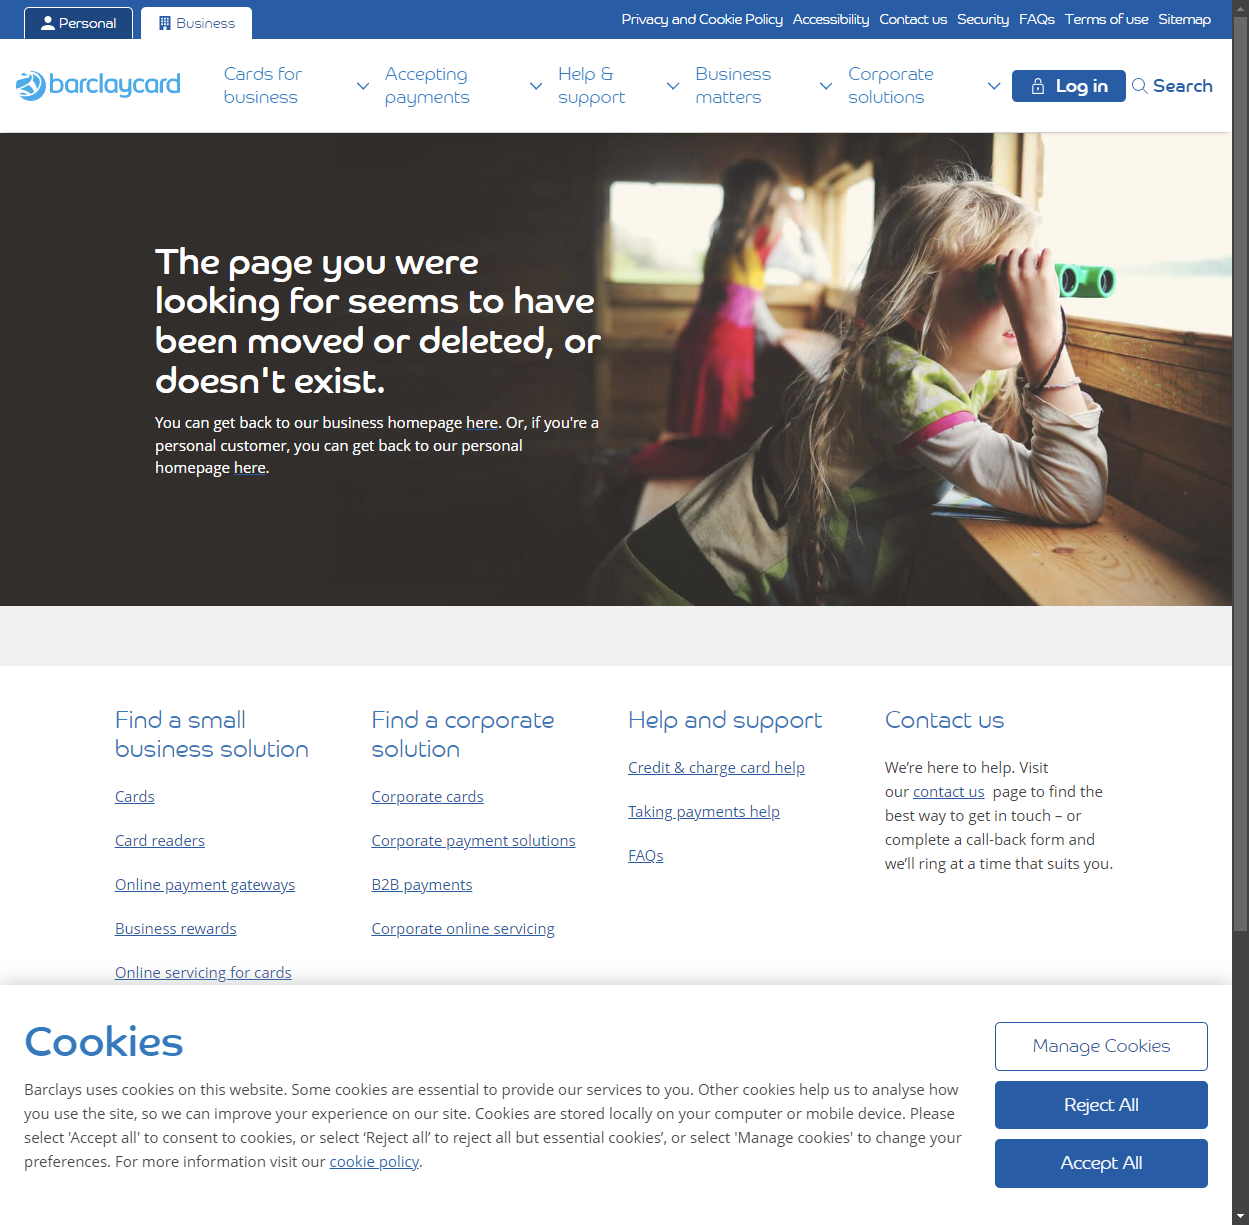 Personal
Business
Privacy and Cookie Policy Accessibility Contact us Security FAQs Terms of use Sitemap
barclaycard
Cards for
business
Accepting
payments
Help &
support
Business
matters
Corporate
solutions
Log in
Search
The page you were
looking for seems to have
been moved or deleted, or
doesn't exist.
You can get back to our business homepage here. Or, if you're a
personal customer, you can get back to our personal
homepage here.
Find a small
business solution
Cards
Card readers
Online payment gateways
Business rewards
Online servicing for cards
Find a corporate
solution
Corporate cards
Corporate payment solutions
B2B payments
Corporate online servicing
Help and support
Credit & charge card help
Taking payments help
FAQs
Contact us
We’re here to help. Visit
our contact us page to find the
best way to get in touch – or
complete a call-back form and
we’ll ring at a time that suits you.
Cookies
Barclays uses cookies on this website. Some cookies are essential to provide our services to you. Other cookies help us to analyse how
you use the site, so we can improve your experience on our site. Cookies are stored locally on your computer or mobile device. Please
select 'Accept all' to consent to cookies, or select ‘Reject all’ to reject all but essential cookies’, or select 'Manage cookies' to change your
preferences. For more information visit our cookie policy.
Manage Cookies
Reject All
Accept All